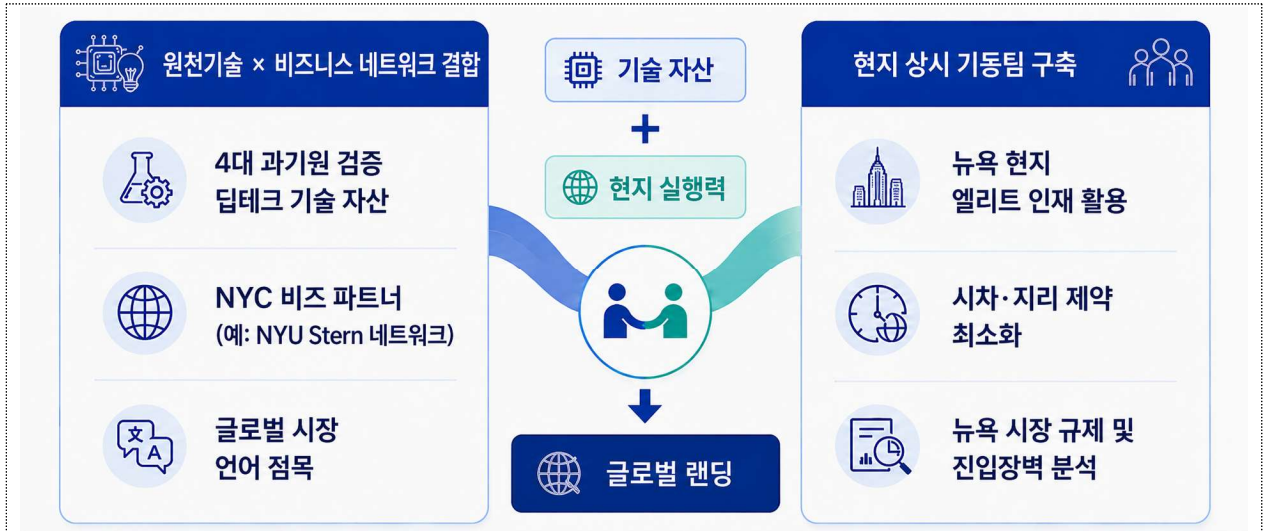 원천기술 × 비즈니스 네트워크 결합
4대 과기원 검증
딥테크 기술 자산
NYC 비즈 파트너
(예: NYU Stern 네트워크)
文 A
글로벌 시장
언어 점목
기술 자산
+
현지 실행력
글로벌 랜딩
현지 상시 기동팀 구축
뉴욕 현지
엘리트 인재 활용
시차·지리 제약
최소화
뉴욕 시장 규제 및
진입장벽 분석